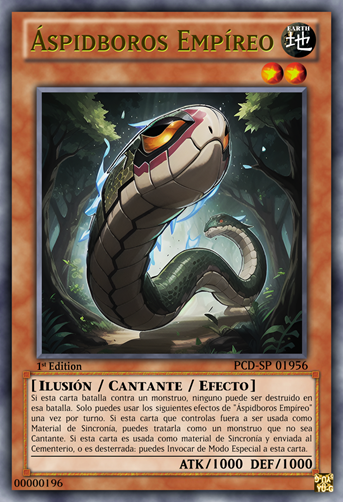 Áspidboros Empíreo
EARTH
地
1st Edition
PCD-SP 01956
[ Ilusión / Cantante / Efecto ]
Si esta carta batalla contra un monstruo, ninguno puede ser destruido en
esa batalla. Solo puedes usar los siguientes efectos de "Áspidboros Empíreo"
una vez por turno. Si esta carta que controlas fuera a ser usada como
Material de Sincronía, puedes tratarla como un monstruo que no sea
Cantante. Si esta carta es usada como material de Sincronía y enviada al
Cementerio, o es desterrada: puedes Invocar de Modo Especial a esta carta.
ATK/1000 DEF/1000
00000196